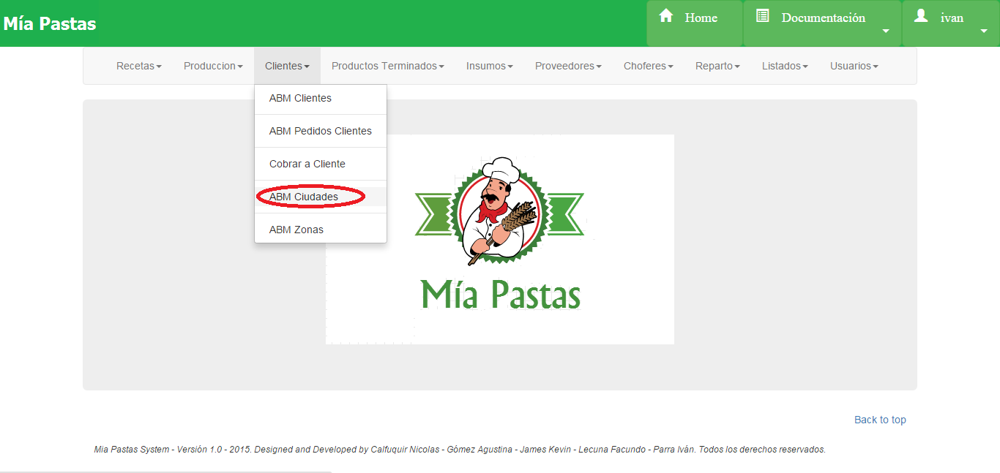 Mía Pastas
Home
Documentación
ivan
Recetas
Produccion
Clientes
Productos Terminados
Insumos
Proveedores
Choferes
Reparto
Listados
Usuarios
ABM Clientes
ABM Pedidos Clientes
Cobrar a Cliente
ABM Ciudades
ABM Zonas
Mía Pastas
Back to top
Mia Pastas System - Versión 1.0 - 2015. Designed and Developed by Calfuquir Nicolas - Gómez Agustina - James Kevin - Lecuna Facundo - Parra Iván. Todos los derechos reservados.